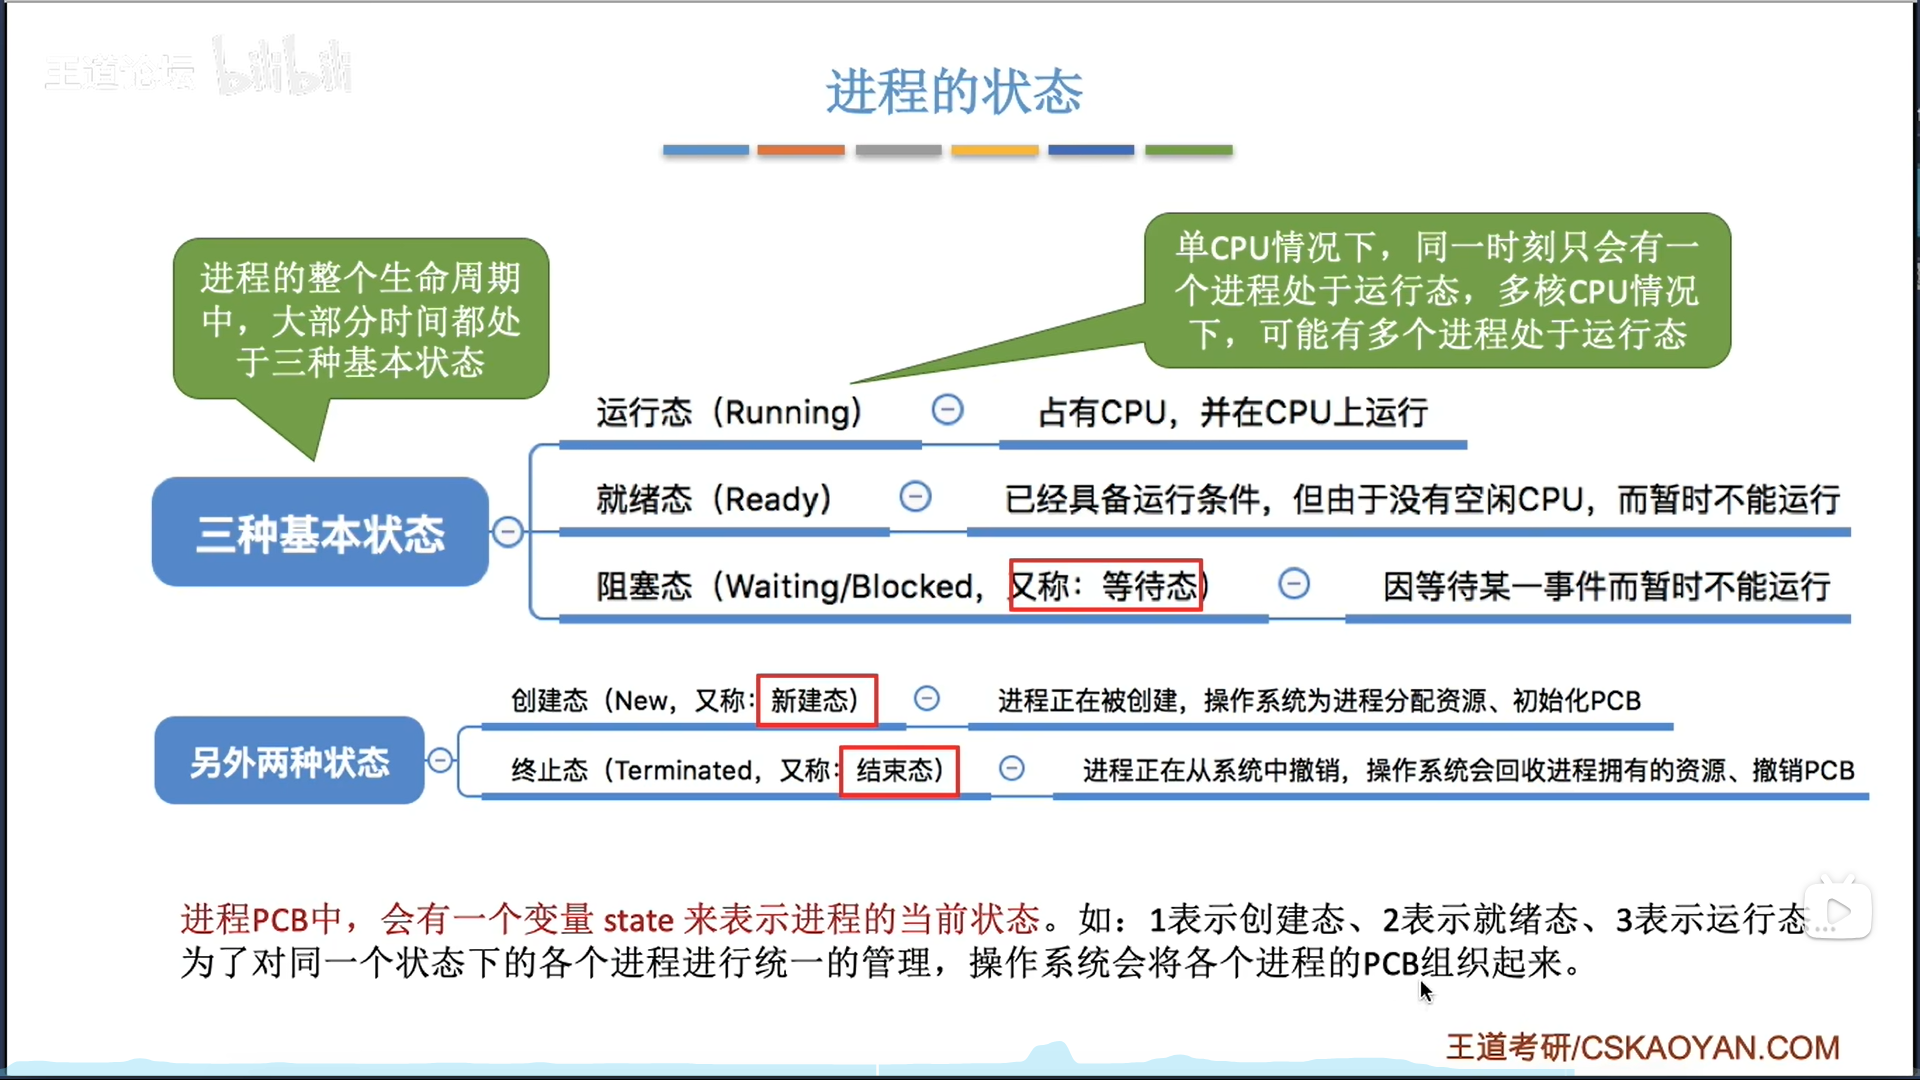 王道论坛 bilibili
进程的状态
进程的整个生命周期
中，大部分时间都处
于三种基本状态
单CPU情况下，同一时刻只会有一
个进程处于运行态，多核CPU情况
下，可能有多个进程处于运行态
三种基本状态
运行态（Running） 占有CPU，并在CPU上运行
就绪态（Ready） 已经具备运行条件，但由于没有空闲CPU，而暂时不能运行
阻塞态（Waiting/Blocked，又称：等待态） 因等待某一事件而暂时不能运行
另外两种状态
创建态（New，又称：新建态） 进程正在被创建，操作系统为进程分配资源、初始化PCB
终止态（Terminated，又称：结束态） 进程正在从系统中撤销，操作系统会回收进程拥有的资源、撤销PCB
进程PCB中，会有一个变量 state 来表示进程的当前状态。如：1表示创建态、2表示就绪态、3表示运行态...
为了对同一个状态下的各个进程进行统一的管理，操作系统会将各个进程的PCB组织起来。
王道考研/CSKAOYAN.COM